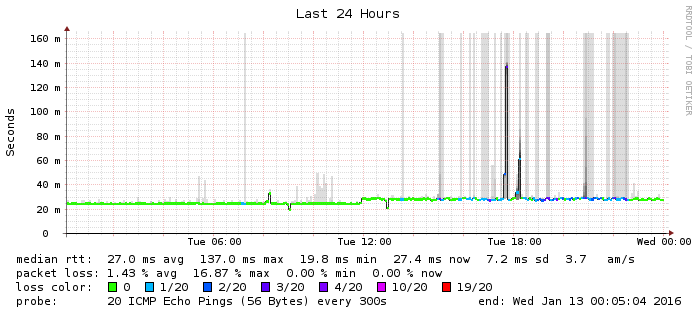 Last 24 Hours
RRDTOOL / TOBI OETIKER
Seconds
160 m
140 m
120 m
100 m
80 m
60 m
40 m
20 m
0
Tue 06:00 Tue 12:00 Tue 18:00 Wed 00:00
median rtt: 27.0 ms avg 137.0 ms max 19.8 ms min 27.4 ms now 7.2 ms sd 3.7 am/s
packet loss: 1.43 % avg 16.87 % max 0.00 % min 0.00 % now
loss color: 0 1/20 2/20 3/20 4/20 10/20 19/20
probe: 20 ICMP Echo Pings (56 Bytes) every 300s end: Wed Jan 13 00:05:04 2016